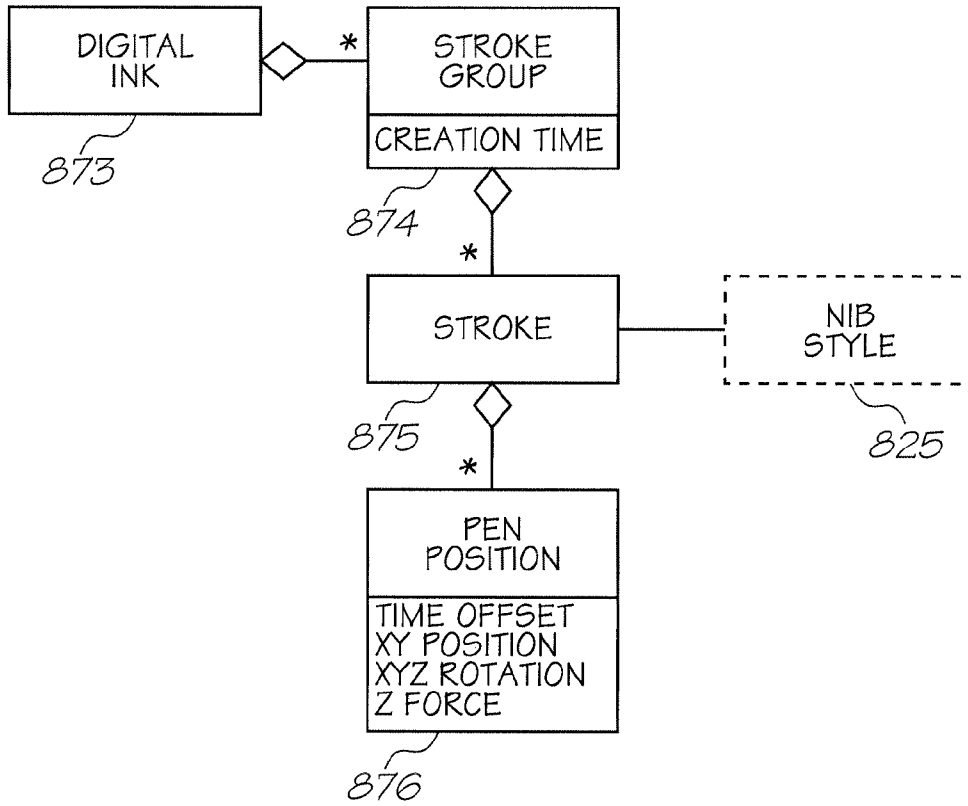 DIGITAL
INK
873
*
STROKE
GROUP
CREATION TIME
874
*
STROKE
875
NIB
STYLE
825
*
PEN
POSITION
TIME OFFSET
XY POSITION
XYZ ROTATION
Z FORCE
876